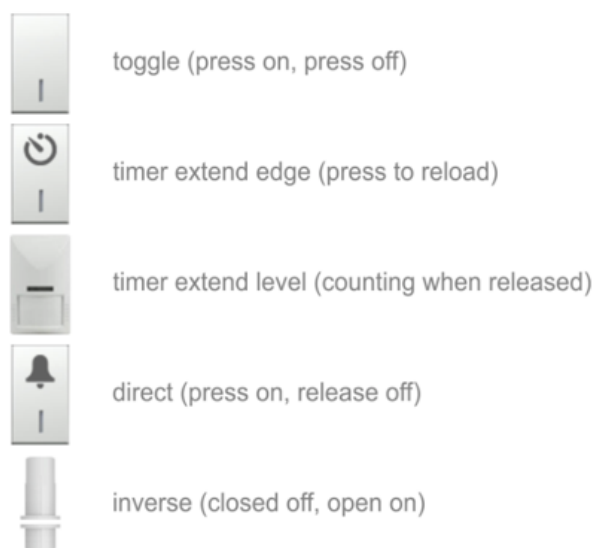 toggle (press on, press off)
timer extend edge (press to reload)
timer extend level (counting when released)
direct (press on, release off)
inverse (closed off, open on)